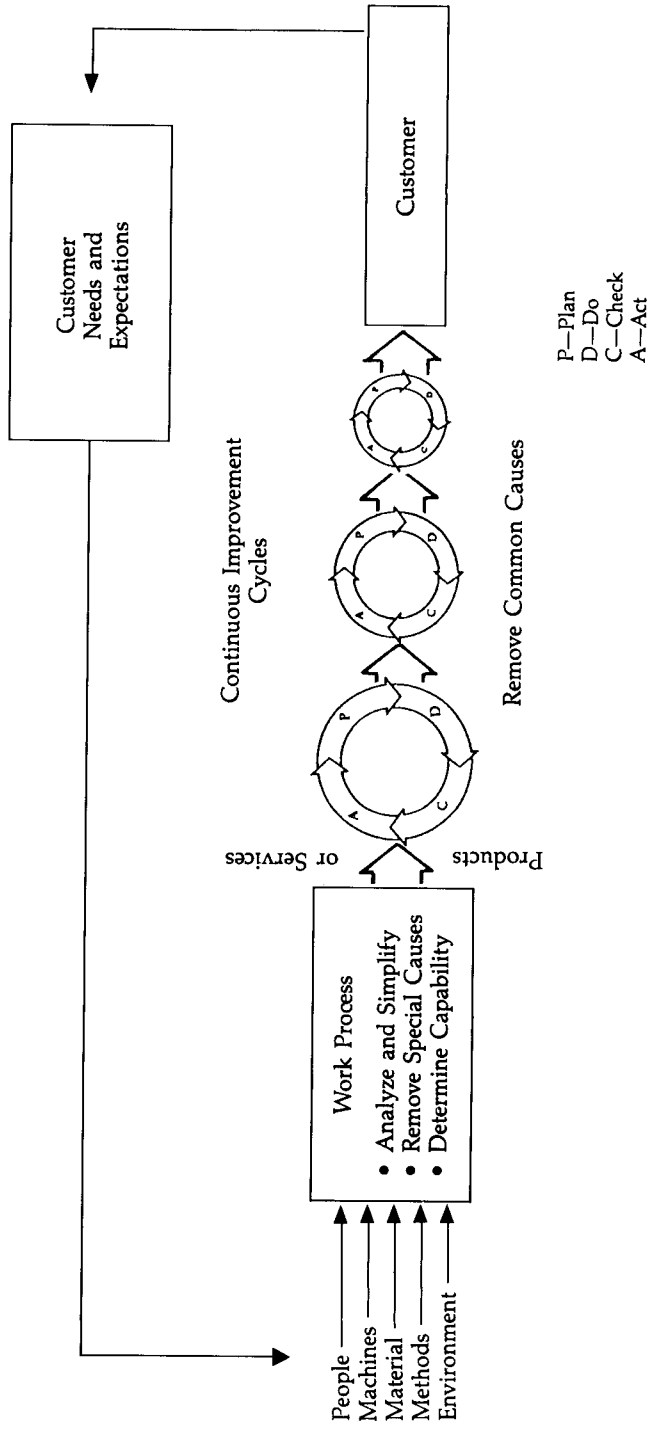 Customer
Needs and
Expectations
Continuous Improvement
Cycles
People
Machines
Material
Methods
Environment
Work Process
• Analyze and Simplify
• Remove Special Causes
• Determine Capability
or Services
Products
A
P
D
C
A
P
D
C
A
P
D
C
Customer
Remove Common Causes
P—Plan
D—Do
C—Check
A—Act